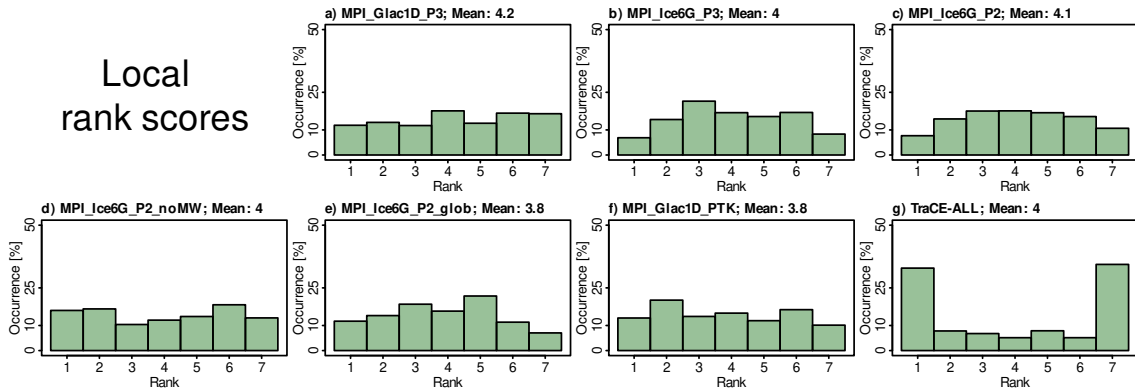 Local
rank scores
a) MPI_Glac1D_P3; Mean: 4.2
Occurrence [%]
0 10 25 50
1 2 3 4 5 6 7
Rank
b) MPI_Ice6G_P3; Mean: 4
Occurrence [%]
0 10 25 50
1 2 3 4 5 6 7
Rank
c) MPI_Ice6G_P2; Mean: 4.1
Occurrence [%]
0 10 25 50
1 2 3 4 5 6 7
Rank
d) MPI_Ice6G_P2_noMW; Mean: 4
Occurrence [%]
0 10 25 50
1 2 3 4 5 6 7
Rank
e) MPI_Ice6G_P2_glob; Mean: 3.8
Occurrence [%]
0 10 25 50
1 2 3 4 5 6 7
Rank
f) MPI_Glac1D_PTK; Mean: 3.8
Occurrence [%]
0 10 25 50
1 2 3 4 5 6 7
Rank
g) TraCE-ALL; Mean: 4
Occurrence [%]
0 10 25 50
1 2 3 4 5 6 7
Rank